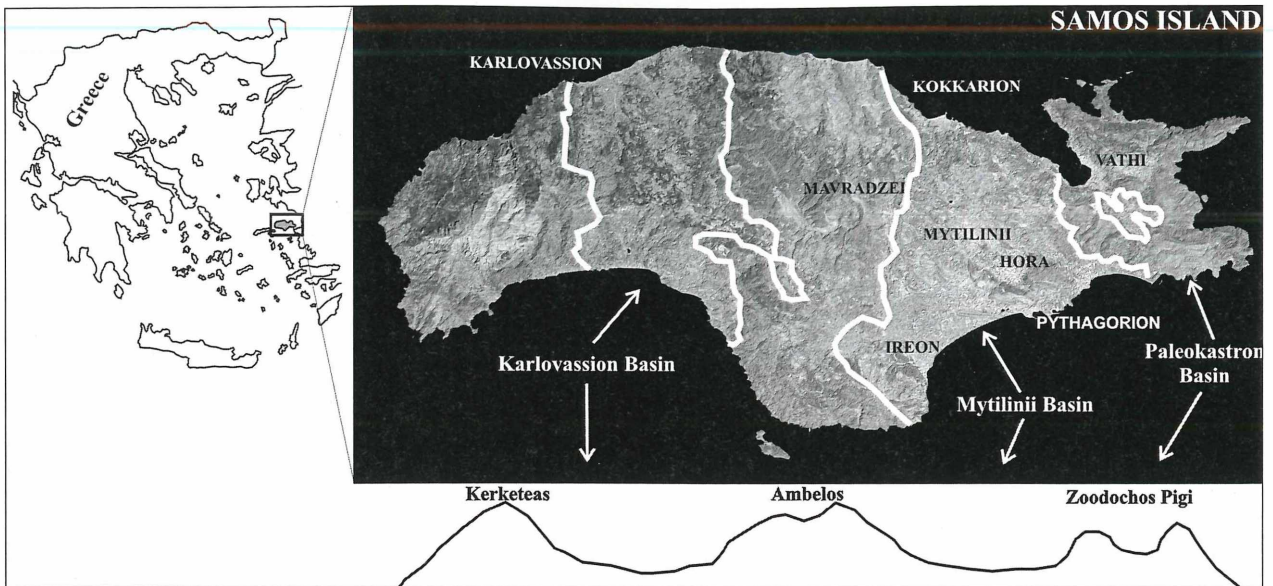 SAMOS ISLAND
Greece
KARLOVASSION
KOKKARION
VATHI
MAVRADZEI
MYTILINII
HORA
PYTHAGORION
IREON
Karlovassion Basin
Paleokastron
Basin
Mytilinii Basin
Kerketeas
Ambelos
Zoodochos Pigi